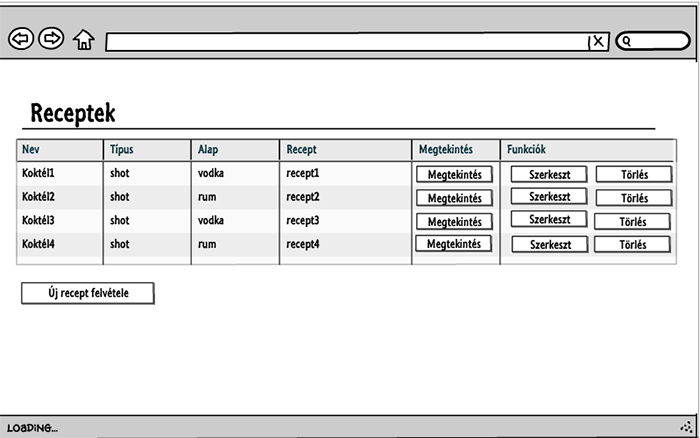 Receptek
Nev Típus Alap Recept Megtekintés Funkciók
Koktél1 shot vodka recept1 Megtekintés Szerkeszt Törlés
Koktél2 shot rum recept2 Megtekintés Szerkeszt Törlés
Koktél3 shot vodka recept3 Megtekintés Szerkeszt Törlés
Koktél4 shot rum recept4 Megtekintés Szerkeszt Törlés
Új recept felvétele
LOADING...